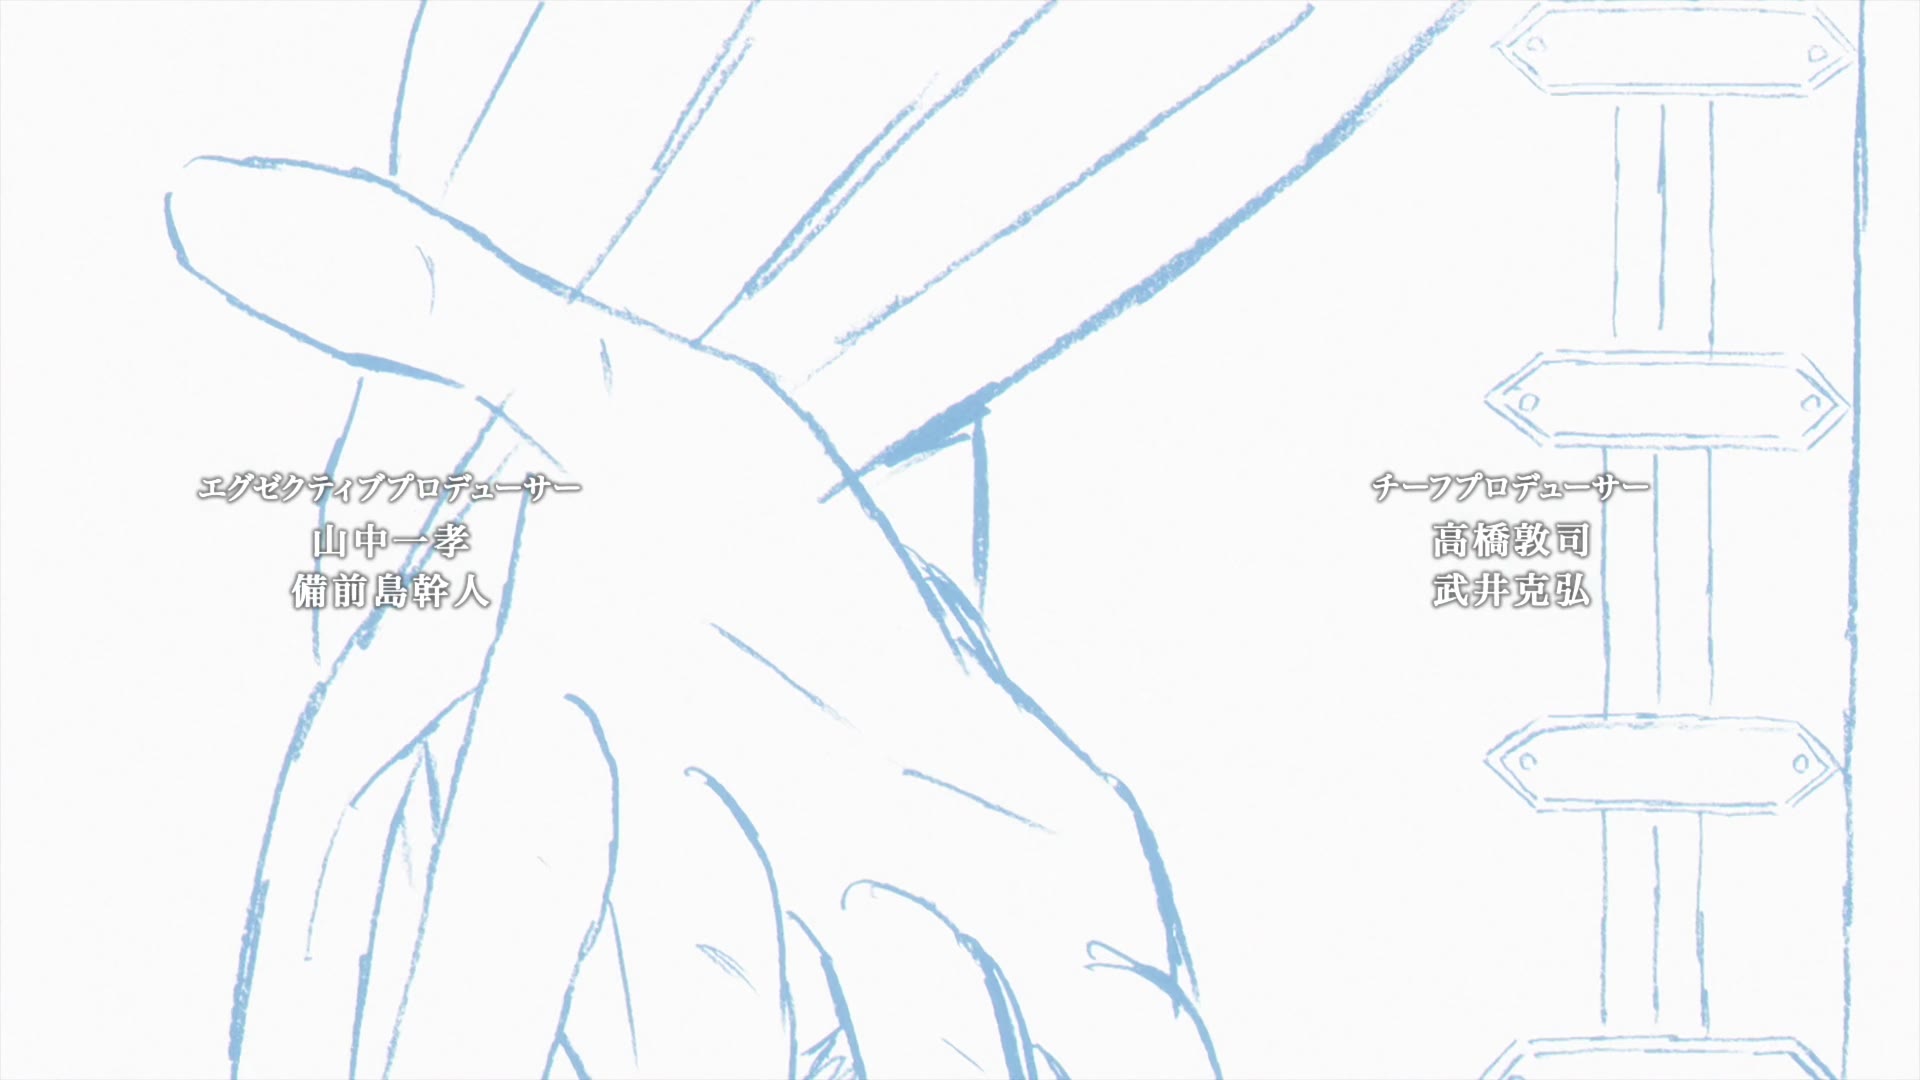 エグゼクティブプロデューサー
山中一孝
備前島幹人
チーフプロデューサー
高橋敦司
武井克弘